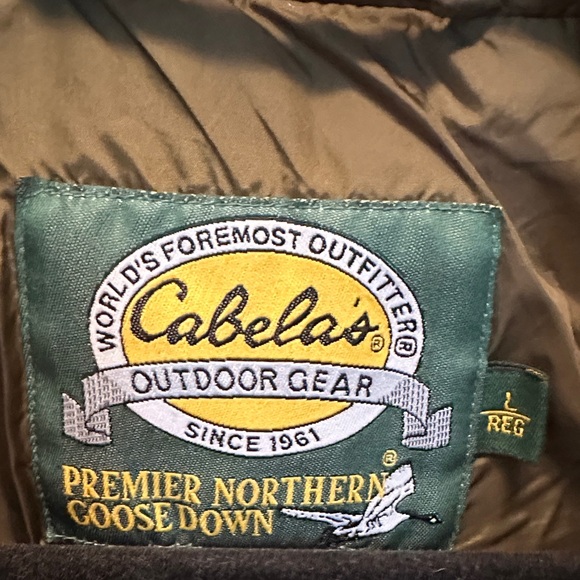 WORLD'S FOREMOST OUTFITTER®
Cabela's®
OUTDOOR GEAR
SINCE 1961
PREMIER NORTHERN®
GOOSE DOWN
L
REG